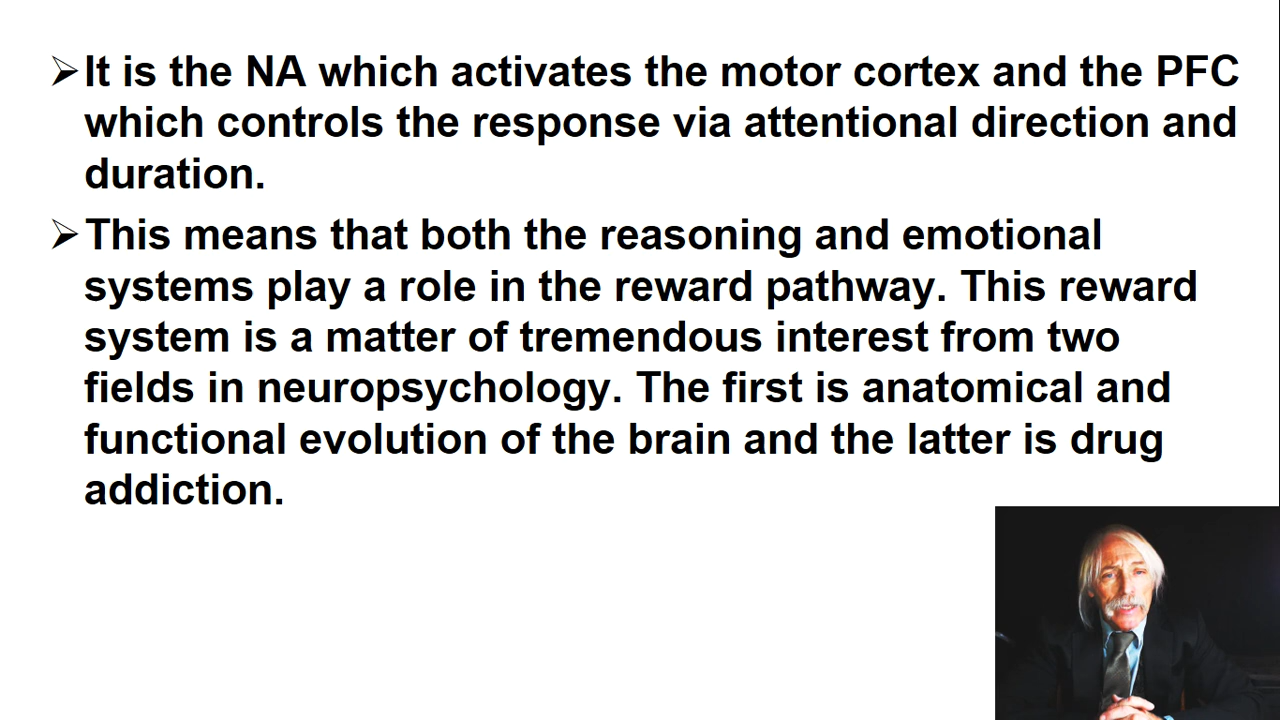 It is the NA which activates the motor cortex and the PFC
which controls the response via attentional direction and
duration.
This means that both the reasoning and emotional
systems play a role in the reward pathway. This reward
system is a matter of tremendous interest from two
fields in neuropsychology. The first is anatomical and
functional evolution of the brain and the latter is drug
addiction.